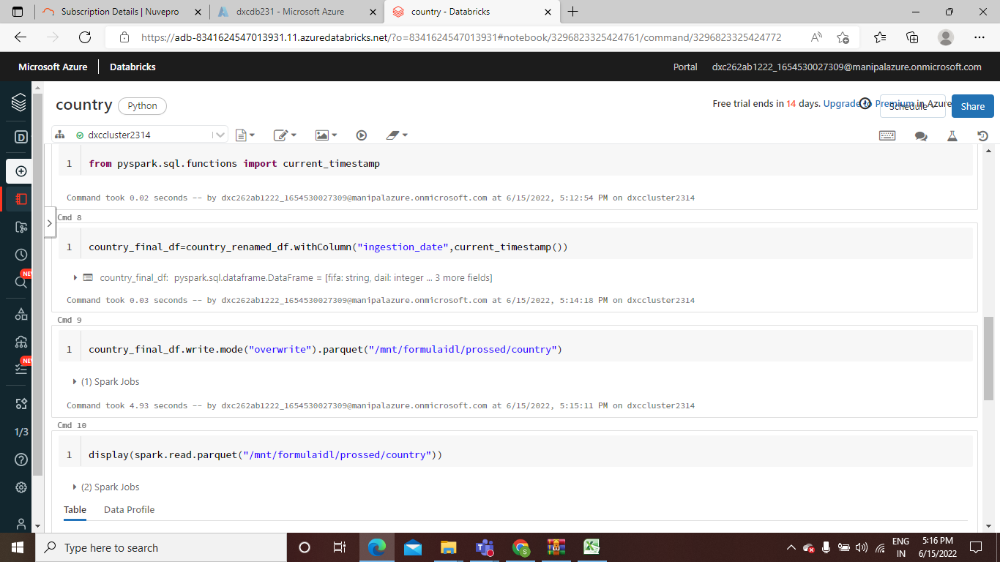 Subscription Details | Nuvepro
dxcdb231 - Microsoft Azure
country - Databricks
https://adb-8341624547013931.11.azuredatabricks.net/?o=8341624547013931#notebook/3296823325424761/command/3296823325424772
Microsoft Azure
Databricks
Portal
dxc262ab1222_1654530027309@manipalazure.onmicrosoft.com
country
Python
Free trial ends in 14 days. Upgrade to Premium in Azure
Schedule
Share
dxccluster2314
D
NEW
NEW
1/3
1 from pyspark.sql.functions import current_timestamp
Command took 0.02 seconds -- by dxc262ab1222_1654530027309@manipalazure.onmicrosoft.com at 6/15/2022, 5:12:54 PM on dxccluster2314
Cmd 8
1 country_final_df=country_renamed_df.withColumn("ingestion_date",current_timestamp())
country_final_df: pyspark.sql.dataframe.DataFrame = [fifa: string, dail: integer ... 3 more fields]
Command took 0.03 seconds -- by dxc262ab1222_1654530027309@manipalazure.onmicrosoft.com at 6/15/2022, 5:14:18 PM on dxccluster2314
Cmd 9
1 country_final_df.write.mode("overwrite").parquet("/mnt/formulaidl/prossed/country")
(1) Spark Jobs
Command took 4.93 seconds -- by dxc262ab1222_1654530027309@manipalazure.onmicrosoft.com at 6/15/2022, 5:15:11 PM on dxccluster2314
Cmd 10
1 display(spark.read.parquet("/mnt/formulaidl/prossed/country"))
(2) Spark Jobs
Table
Data Profile
Type here to search
ENG
IN
5:16 PM
6/15/2022